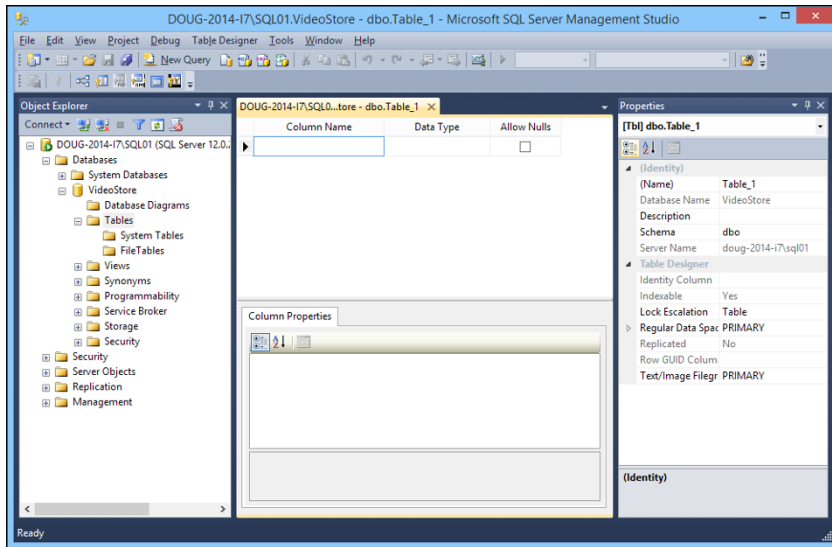 DOUG-2014-I7\SQL01.VideoStore - dbo.Table_1 - Microsoft SQL Server Management Studio
File Edit View Project Debug Table Designer Tools Window Help
New Query
Object Explorer
Connect
DOUG-2014-I7\SQL01 (SQL Server 12.0.
Databases
System Databases
VideoStore
Database Diagrams
Tables
System Tables
FileTables
Views
Synonyms
Programmability
Service Broker
Storage
Security
Security
Server Objects
Replication
Management
DOUG-2014-I7\SQL0...tore - dbo.Table_1
Column Name Data Type Allow Nulls
Column Properties
Properties
[Tbl] dbo.Table_1
(Identity)
(Name) Table_1
Database Name VideoStore
Description
Schema dbo
Server Name doug-2014-i7\sql01
Table Designer
Identity Column
Indexable Yes
Lock Escalation Table
Regular Data Spac PRIMARY
Replicated No
Row GUID Colum
Text/Image Filegr PRIMARY
(Identity)
Ready